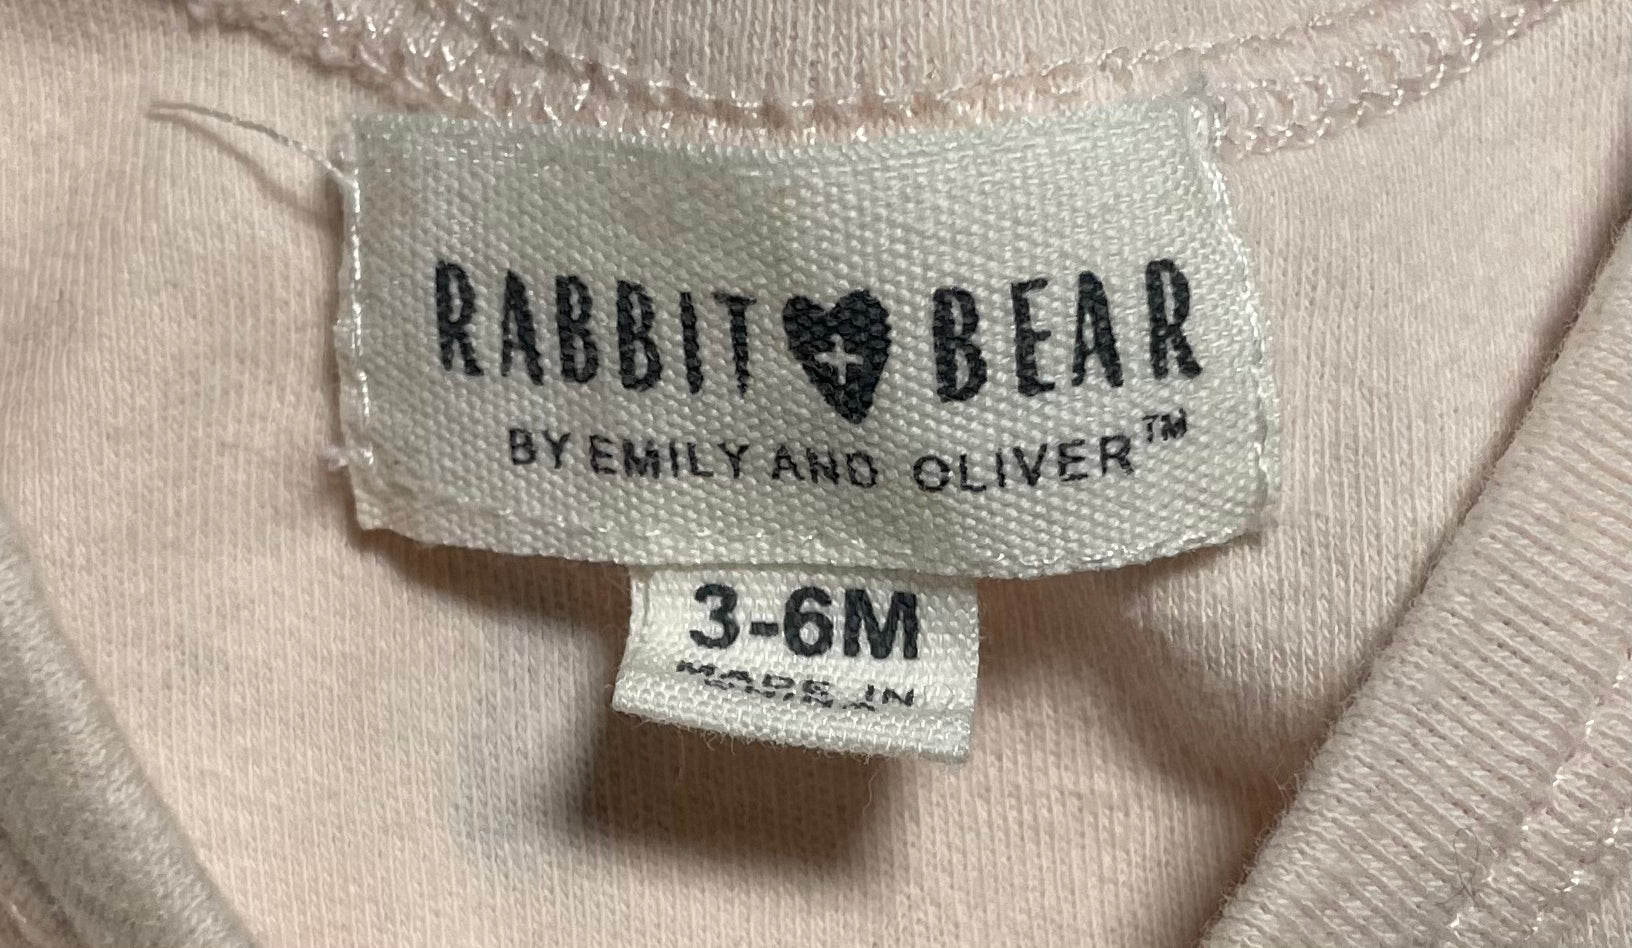 RABBIT + BEAR
BY EMILY AND OLIVER™
3-6M
MADE IN